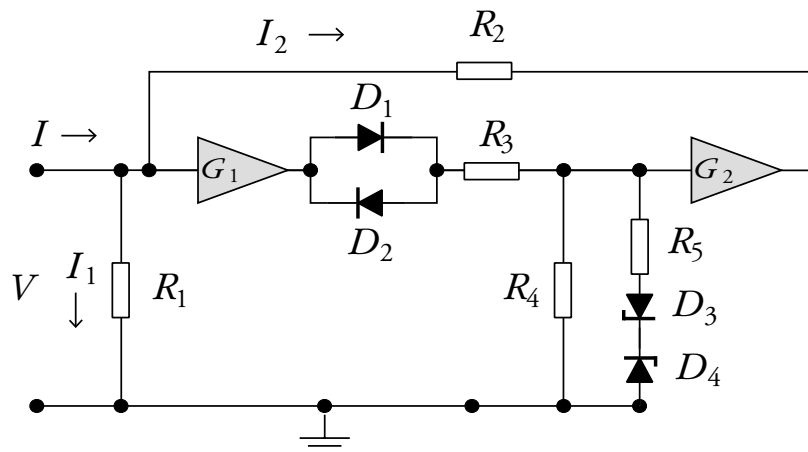 I₂ → R₂
D₁
I → G₁ R₃ G₂
D₂
V I₁ ↓ R₁ R₄ R₅
D₃
D₄